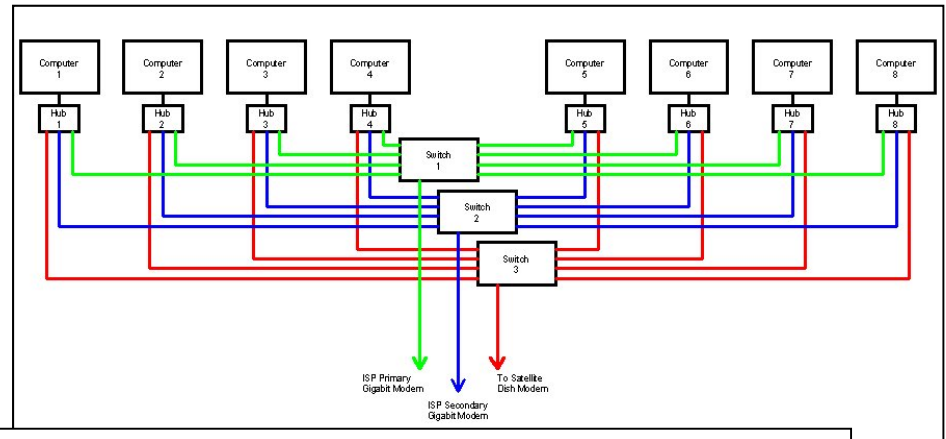 Computer
1
Computer
2
Computer
3
Computer
4
Computer
5
Computer
6
Computer
7
Computer
8
Hub
1
Hub
2
Hub
3
Hub
4
Hub
5
Hub
6
Hub
7
Hub
8
Switch
1
Switch
2
Switch
3
ISP Primary
Gigabit Modem
To Satellite
Dish Modem
ISP Secondary
Gigabit Modem